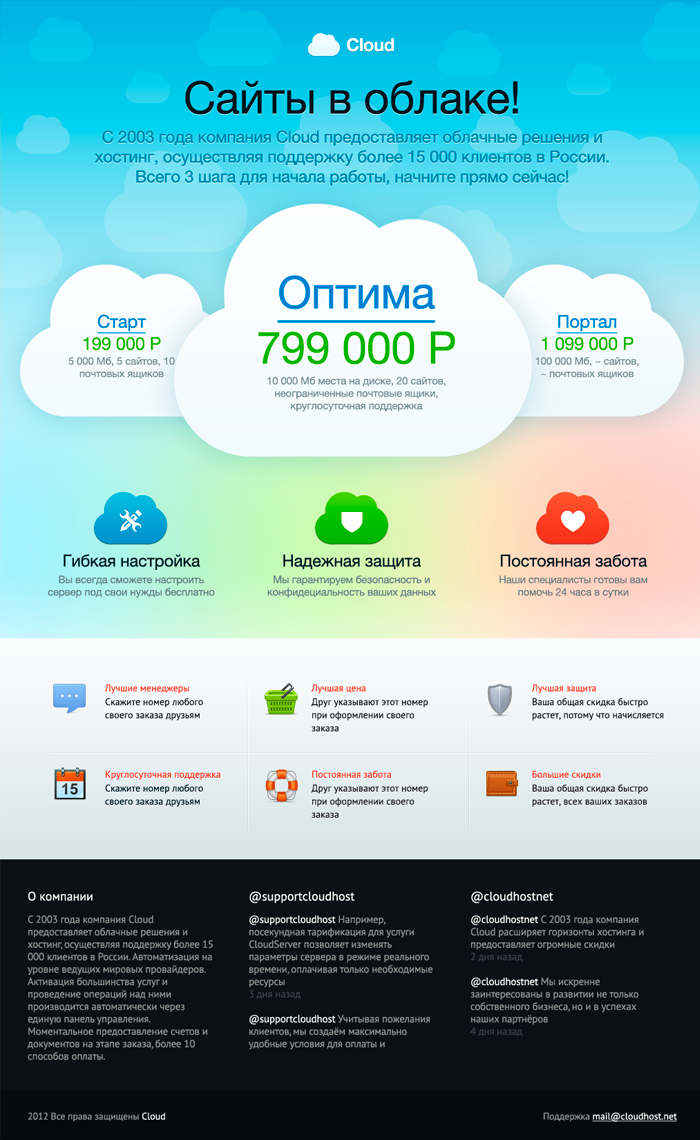 Cloud
Сайты в облаке!
С 2003 года компания Cloud предоставляет облачные решения и
хостинг, осуществляя поддержку более 15 000 клиентов в России.
Всего 3 шага для начала работы, начните прямо сейчас!
Старт
199 000 Р
5 000 Мб, 5 сайтов, 10
почтовых ящиков
Оптима
799 000 Р
10 000 Мб места на диске, 20 сайтов,
неограниченные почтовые ящики,
круглосуточная поддержка
Портал
1 099 000 Р
100 000 Мб, ~ сайтов,
~ почтовых ящиков
Гибкая настройка
Вы всегда сможете настроить
сервер под свои нужды бесплатно
Надежная защита
Мы гарантируем безопасность и
конфидециальность ваших данных
Постоянная забота
Наши специалисты готовы вам
помочь 24 часа в сутки
Лучшие менеджеры
Скажите номер любого
своего заказа друзьям
Лучшая цена
Друг указывают этот номер
при оформлении своего
заказа
Лучшая защита
Ваша общая скидка быстро
растет, потому что начисляется
15
Круглосуточная поддержка
Скажите номер любого
своего заказа друзьям
Постоянная забота
Друг указывают этот номер
при оформлении своего
заказа
Большие скидки
Ваша общая скидка быстро
растет, всех ваших заказов
О компании
С 2003 года компания Cloud
предоставляет облачные решения и
хостинг, осуществляя поддержку более 15
000 клиентов в России. Автоматизация на
уровне ведущих мировых провайдеров.
Активация большинства услуг и
проведение операций над ними
производится автоматически через
единую панель управления.
Моментальное предоставление счетов и
документов на этапе заказа, более 10
способов оплаты.
@supportcloudhost
@supportcloudhost Например,
посекундная тарификация для услуги
CloudServer позволяет изменять
параметры сервера в режиме реального
времени, оплачивая только необходимые
ресурсы
3 дня назад
@supportcloudhost Учитывая пожелания
клиентов, мы создаём максимально
удобные условия для оплаты и
@cloudhostnet
@cloudhostnet С 2003 года компания
Cloud расширяет горизонты хостинга и
предоставляет огромные скидки
2 дня назад
@cloudhostnet Мы искренне
заинтересованы в развитии не только
собственного бизнеса, но и в успехах
наших партнёров
4 дня назад
2012 Все права защищены Cloud
Поддержка mail@cloudhost.net